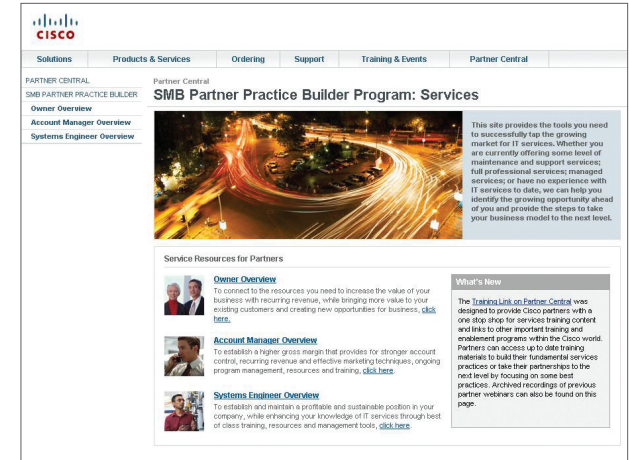 CISCO
Solutions
Products & Services
Ordering
Support
Training & Events
Partner Central
PARTNER CENTRAL
SMB PARTNER PRACTICE BUILDER
Owner Overview
Account Manager Overview
Systems Engineer Overview
Partner Central
SMB Partner Practice Builder Program: Services
This site provides the tools you need
to successfully tap the growing
market for IT services. Whether you
are currently offering some level of
maintenance and support services;
full professional services; managed
services; or have no experience with
IT services to date, we can help you
identify the growing opportunity ahead
of you and provide the steps to take
your business model to the next level.
Service Resources for Partners
Owner Overview
To connect to the resources you need to increase the value of your
business with recurring revenue, while bringing more value to your
existing customers and creating new opportunities for business, click
here.
Account Manager Overview
To establish a higher gross margin that provides for stronger account
control, recurring revenue and effective marketing techniques, ongoing
program management, resources and training, click here.
Systems Engineer Overview
To establish and maintain a profitable and sustainable position in your
company, while enhancing your knowledge of IT services through best
of class training, resources and management tools, click here.
What's New
The Training Link on Partner Central was
designed to provide Cisco partners with a
one stop shop for services training content
and links to other important training and
enablement programs within the Cisco world.
Partners can access up to date training
materials to build their fundamental services
practices or take their partnerships to the
next level by focusing on some best
practices. Archived recordings of previous
partner webinars can also be found on this
page.